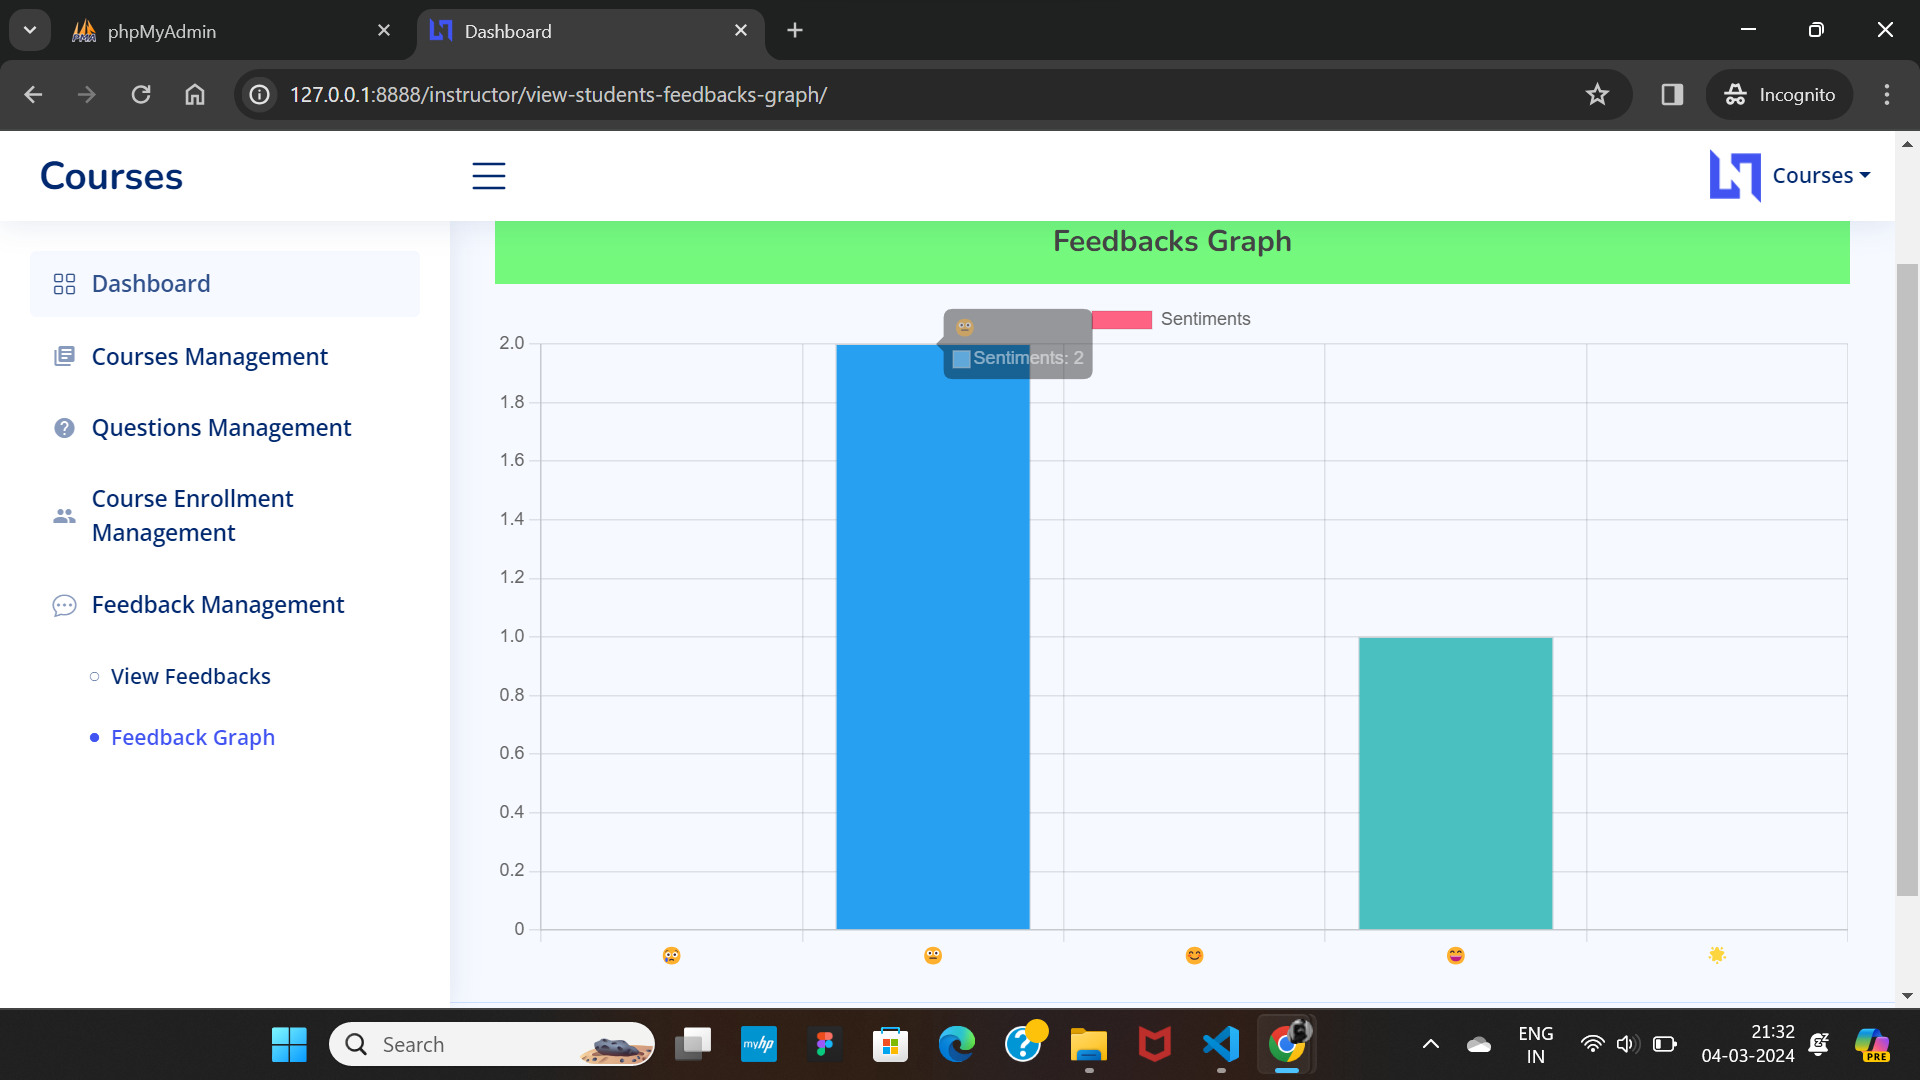 phpMyAdmin
Dashboard
127.0.0.1:8888/instructor/view-students-feedbacks-graph/
Incognito
Courses
Courses
Dashboard
Courses Management
Questions Management
Course Enrollment
Management
Feedback Management
View Feedbacks
Feedback Graph
Feedbacks Graph
Sentiments
Sentiments: 2
2.0
1.8
1.6
1.4
1.2
1.0
0.8
0.6
0.4
0.2
0
Search
myhp
ENG
IN
21:32
04-03-2024
PRE